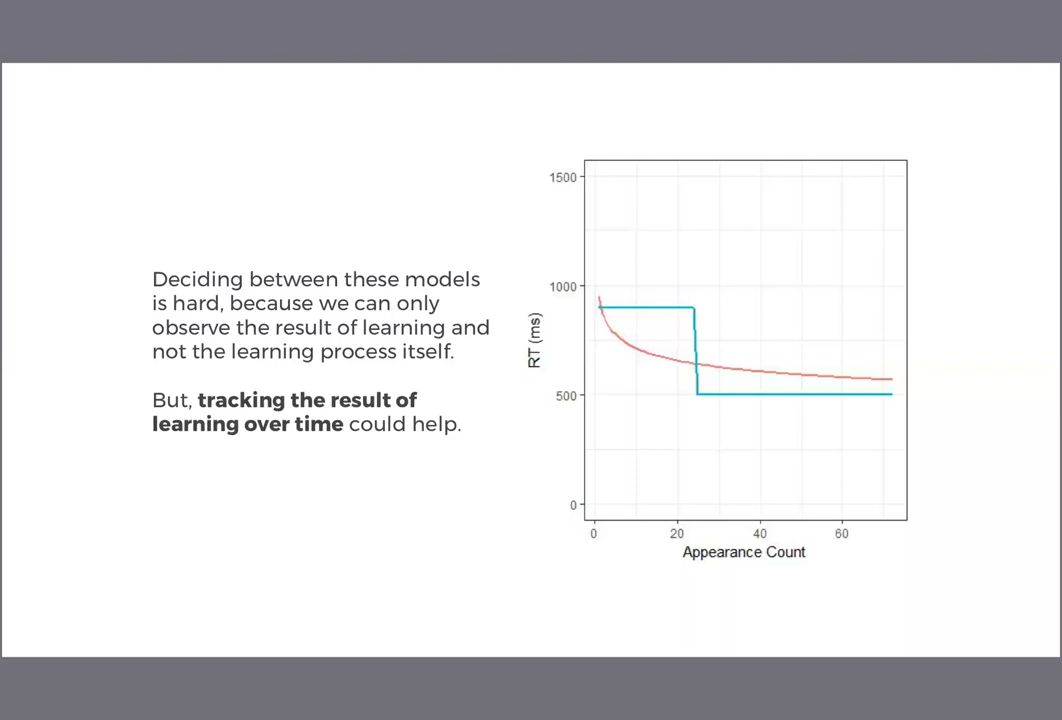 Deciding between these models
is hard, because we can only
observe the result of learning and
not the learning process itself.
But, tracking the result of
learning over time could help.
1500
1000
500
0
RT (ms)
0 20 40 60
Appearance Count